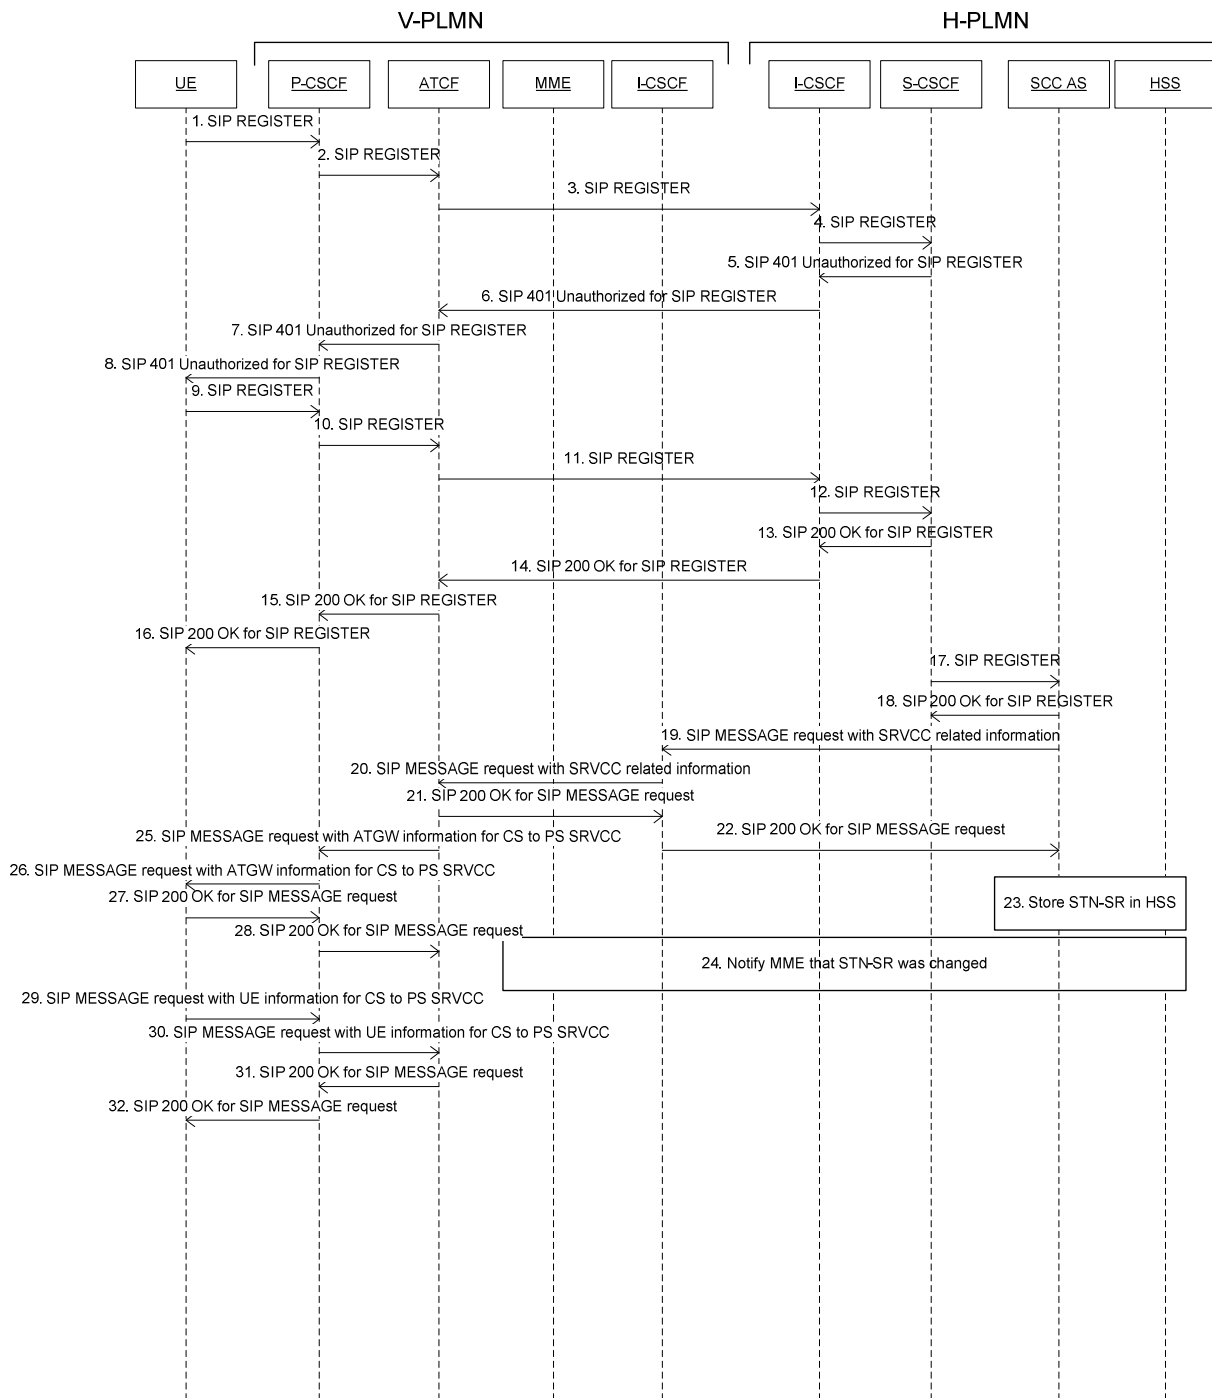 V-PLMN
H-PLMN
UE
P-CSCF
ATCF
MME
I-CSCF
I-CSCF
S-CSCF
SCC AS
HSS
1. SIP REGISTER
2. SIP REGISTER
3. SIP REGISTER
4. SIP REGISTER
5. SIP 401 Unauthorized for SIP REGISTER
6. SIP 401 Unauthorized for SIP REGISTER
7. SIP 401 Unauthorized for SIP REGISTER
8. SIP 401 Unauthorized for SIP REGISTER
9. SIP REGISTER
10. SIP REGISTER
11. SIP REGISTER
12. SIP REGISTER
13. SIP 200 OK for SIP REGISTER
14. SIP 200 OK for SIP REGISTER
15. SIP 200 OK for SIP REGISTER
16. SIP 200 OK for SIP REGISTER
17. SIP REGISTER
18. SIP 200 OK for SIP REGISTER
19. SIP MESSAGE request with SRVCC related information
20. SIP MESSAGE request with SRVCC related information
21. SIP 200 OK for SIP MESSAGE request
22. SIP 200 OK for SIP MESSAGE request
25. SIP MESSAGE request with ATGW information for CS to PS SRVCC
26. SIP MESSAGE request with ATGW information for CS to PS SRVCC
27. SIP 200 OK for SIP MESSAGE request
23. Store STN-SR in HSS
28. SIP 200 OK for SIP MESSAGE request
24. Notify MME that STN-SR was changed
29. SIP MESSAGE request with UE information for CS to PS SRVCC
30. SIP MESSAGE request with UE information for CS to PS SRVCC
31. SIP 200 OK for SIP MESSAGE request
32. SIP 200 OK for SIP MESSAGE request